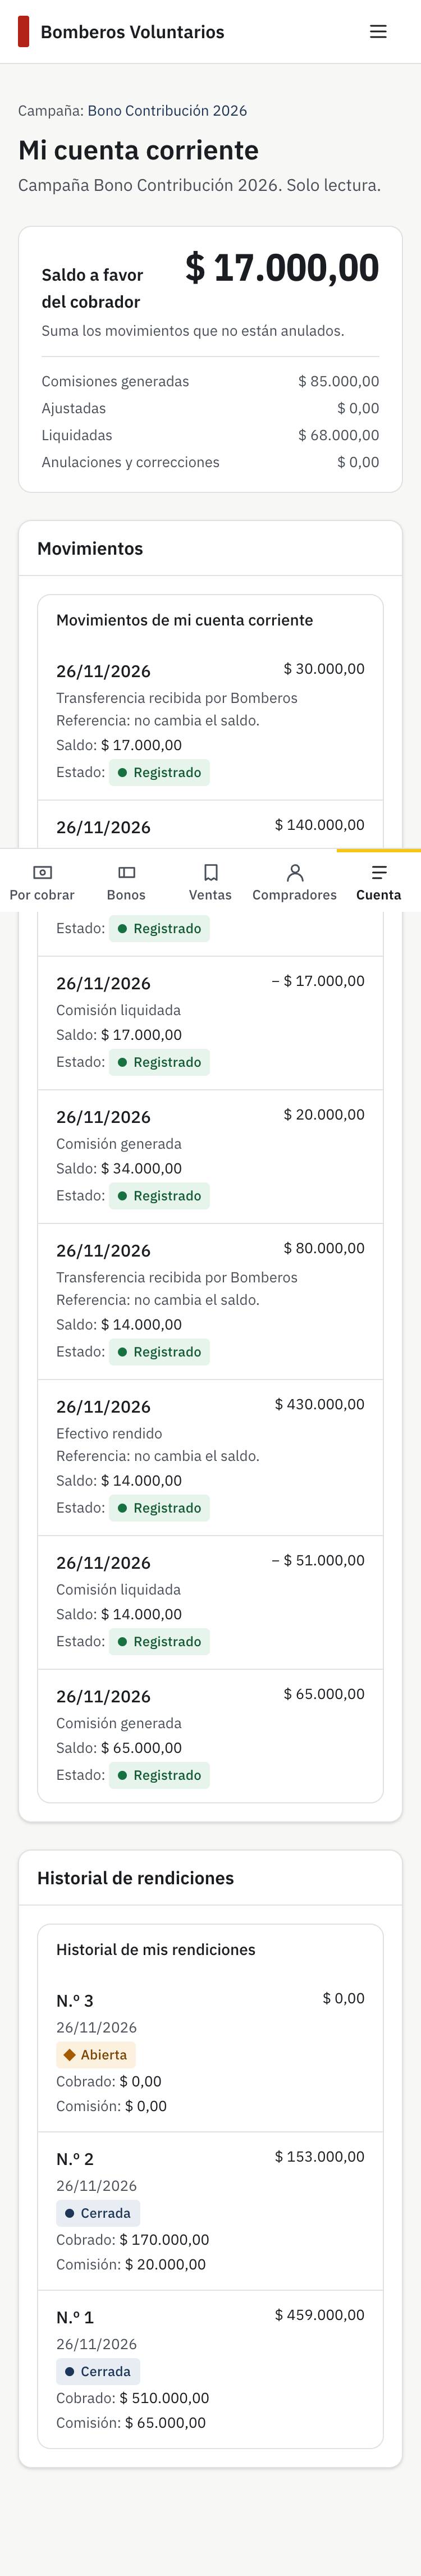 Bomberos Voluntarios
Campaña: Bono Contribución 2026
Mi cuenta corriente
Campaña Bono Contribución 2026. Solo lectura.
Saldo a favor
del cobrador
$ 17.000,00
Suma los movimientos que no están anulados.
Comisiones generadas $ 85.000,00
Ajustadas $ 0,00
Liquidadas $ 68.000,00
Anulaciones y correcciones $ 0,00
Movimientos
Movimientos de mi cuenta corriente
26/11/2026 $ 30.000,00
Transferencia recibida por Bomberos
Referencia: no cambia el saldo.
Saldo: $ 17.000,00
Estado: Registrado
26/11/2026 $ 140.000,00
Por cobrar Bonos Ventas Compradores Cuenta
Estado: Registrado
26/11/2026 − $ 17.000,00
Comisión liquidada
Saldo: $ 17.000,00
Estado: Registrado
26/11/2026 $ 20.000,00
Comisión generada
Saldo: $ 34.000,00
Estado: Registrado
26/11/2026 $ 80.000,00
Transferencia recibida por Bomberos
Referencia: no cambia el saldo.
Saldo: $ 14.000,00
Estado: Registrado
26/11/2026 $ 430.000,00
Efectivo rendido
Referencia: no cambia el saldo.
Saldo: $ 14.000,00
Estado: Registrado
26/11/2026 − $ 51.000,00
Comisión liquidada
Saldo: $ 14.000,00
Estado: Registrado
26/11/2026 $ 65.000,00
Comisión generada
Saldo: $ 65.000,00
Estado: Registrado
Historial de rendiciones
Historial de mis rendiciones
N.º 3 $ 0,00
26/11/2026
Abierta
Cobrado: $ 0,00
Comisión: $ 0,00
N.º 2 $ 153.000,00
26/11/2026
Cerrada
Cobrado: $ 170.000,00
Comisión: $ 20.000,00
N.º 1 $ 459.000,00
26/11/2026
Cerrada
Cobrado: $ 510.000,00
Comisión: $ 65.000,00